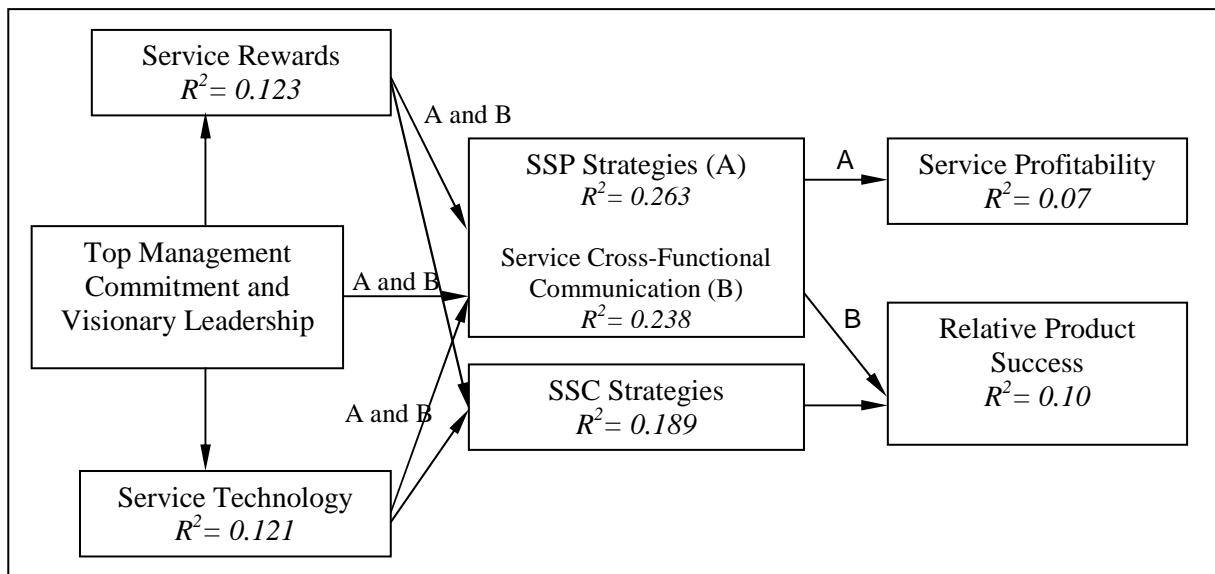 Service Rewards
R²= 0.123
A and B
SSP Strategies (A)
R²= 0.263
A
Service Profitability
R²= 0.07
Top Management
Commitment and
Visionary Leadership
A and B
Service Cross-Functional
Communication (B)
R²= 0.238
B
Relative Product
Success
R²= 0.10
A and B
SSC Strategies
R²= 0.189
Service Technology
R²= 0.121